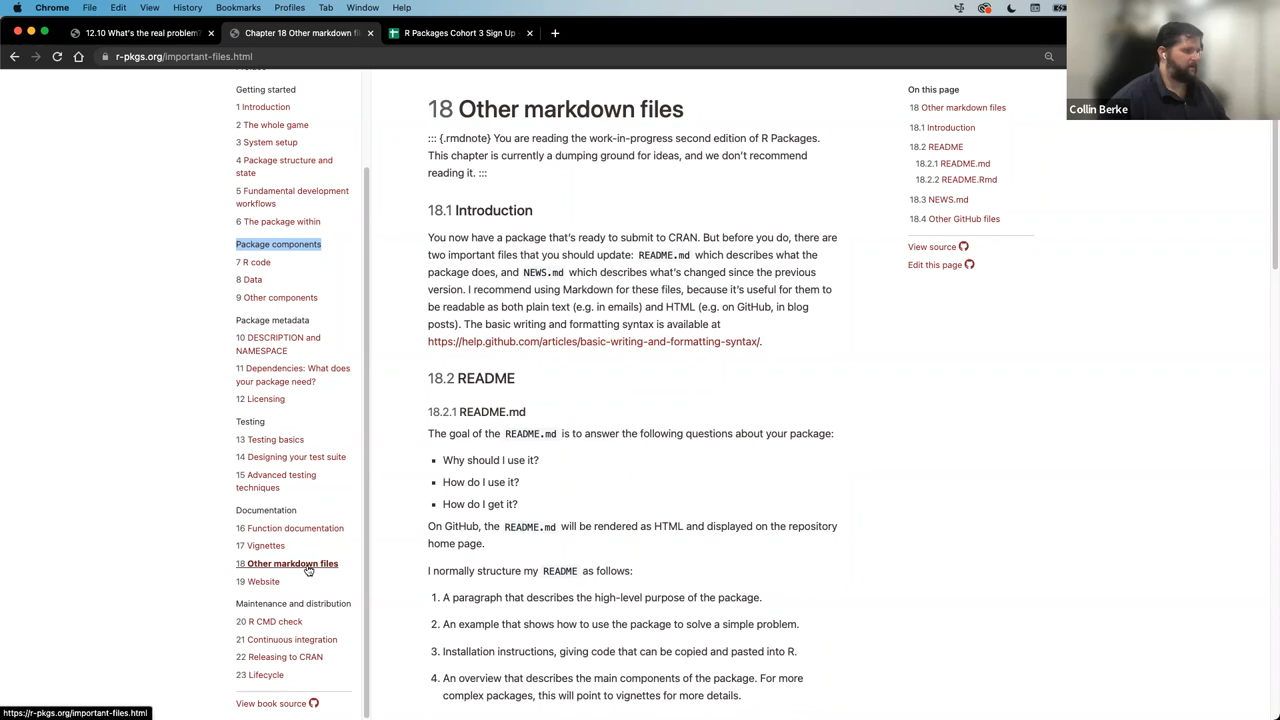 Chrome File Edit View History Bookmarks Profiles Tab Window Help
12.10 What's the real problem?
Chapter 18 Other markdown fil
R Packages Cohort 3 Sign Up
r-pkgs.org/important-files.html
Collin Berke
Getting started
1 Introduction
2 The whole game
3 System setup
4 Package structure and
state
5 Fundamental development
workflows
6 The package within
Package components
7 R code
8 Data
9 Other components
Package metadata
10 DESCRIPTION and
NAMESPACE
11 Dependencies: What does
your package need?
12 Licensing
Testing
13 Testing basics
14 Designing your test suite
15 Advanced testing
techniques
Documentation
16 Function documentation
17 Vignettes
18 Other markdown files
19 Website
Maintenance and distribution
20 R CMD check
21 Continuous integration
22 Releasing to CRAN
23 Lifecycle
View book source
https://r-pkgs.org/important-files.html
18 Other markdown files
::: {.rmdnote} You are reading the work-in-progress second edition of R Packages.
This chapter is currently a dumping ground for ideas, and we don't recommend
reading it. :::
18.1 Introduction
You now have a package that's ready to submit to CRAN. But before you do, there are
two important files that you should update: README.md which describes what the
package does, and NEWS.md which describes what's changed since the previous
version. I recommend using Markdown for these files, because it's useful for them to
be readable as both plain text (e.g. in emails) and HTML (e.g. on GitHub, in blog
posts). The basic writing and formatting syntax is available at
https://help.github.com/articles/basic-writing-and-formatting-syntax/.
18.2 README
18.2.1 README.md
The goal of the README.md is to answer the following questions about your package:
▪ Why should I use it?
▪ How do I use it?
▪ How do I get it?
On GitHub, the README.md will be rendered as HTML and displayed on the repository
home page.
I normally structure my README as follows:
1. A paragraph that describes the high-level purpose of the package.
2. An example that shows how to use the package to solve a simple problem.
3. Installation instructions, giving code that can be copied and pasted into R.
4. An overview that describes the main components of the package. For more
complex packages, this will point to vignettes for more details.
On this page
18 Other markdown files
18.1 Introduction
18.2 README
18.2.1 README.md
18.2.2 README.Rmd
18.3 NEWS.md
18.4 Other GitHub files
View source
Edit this page